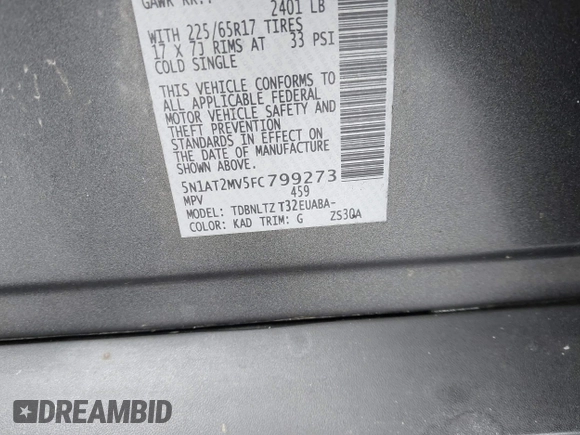 GAWR RR:
2401 LB
WITH 225/65R17 TIRES
17 X 7J RIMS AT 33 PSI
COLD SINGLE
THIS VEHICLE CONFORMS TO
ALL APPLICABLE FEDERAL
MOTOR VEHICLE SAFETY AND
THEFT PREVENTION
STANDARDS IN EFFECT ON
THE DATE OF MANUFACTURE
SHOWN ABOVE.
5N1AT2MV5FC799273
MPV 459
MODEL: TDBNLTZ T32EUABA-
COLOR: KAD TRIM: G ZS3QA
DREAMBID